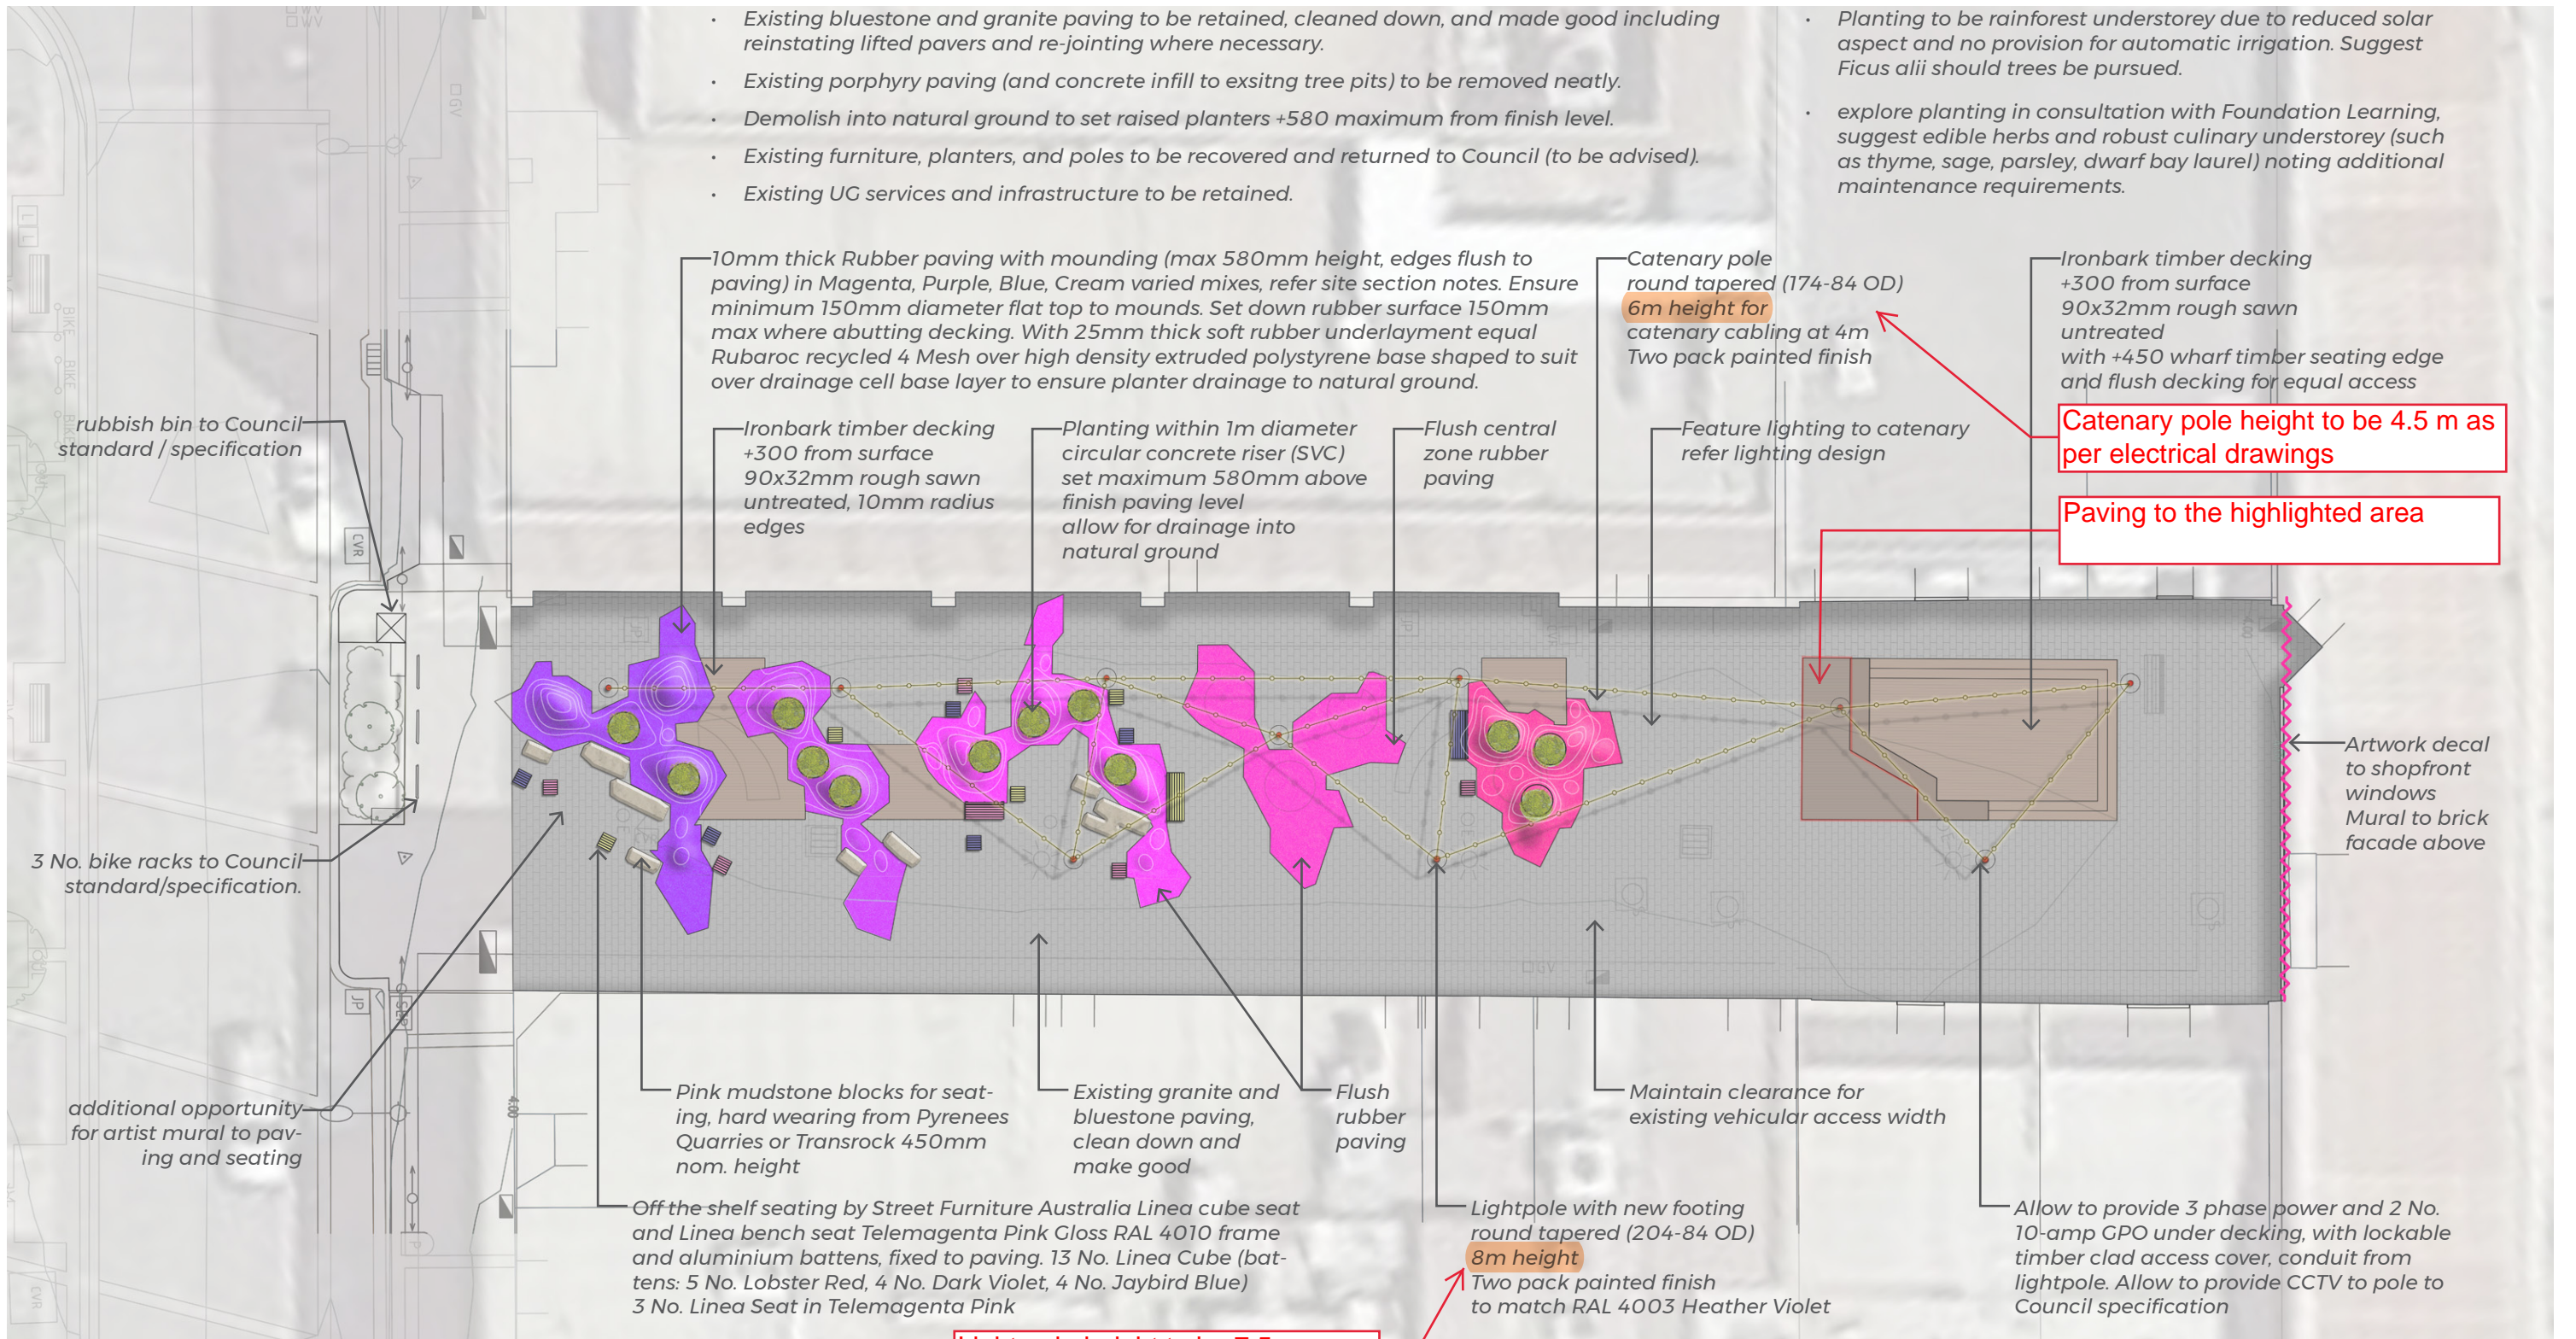 • Existing bluestone and granite paving to be retained, cleaned down, and made good including
reinstating lifted pavers and re-jointing where necessary.
• Existing porphyry paving (and concrete infill to exsitng tree pits) to be removed neatly.
• Demolish into natural ground to set raised planters +580 maximum from finish level.
• Existing furniture, planters, and poles to be recovered and returned to Council (to be advised).
• Existing UG services and infrastructure to be retained.
• Planting to be rainforest understorey due to reduced solar
aspect and no provision for automatic irrigation. Suggest
Ficus alii should trees be pursued.
• explore planting in consultation with Foundation Learning,
suggest edible herbs and robust culinary understorey (such
as thyme, sage, parsley, dwarf bay laurel) noting additional
maintenance requirements.
10mm thick Rubber paving with mounding (max 580mm height, edges flush to
paving) in Magenta, Purple, Blue, Cream varied mixes, refer site section notes. Ensure
minimum 150mm diameter flat top to mounds. Set down rubber surface 150mm
max where abutting decking. With 25mm thick soft rubber underlayment equal
Rubaroc recycled 4 Mesh over high density extruded polystyrene base shaped to suit
over drainage cell base layer to ensure planter drainage to natural ground.
Catenary pole
round tapered (174-84 OD)
6m height for
catenary cabling at 4m
Two pack painted finish
Ironbark timber decking
+300 from surface
90x32mm rough sawn
untreated
with +450 wharf timber seating edge
and flush decking for equal access
Catenary pole height to be 4.5 m as
per electrical drawings
Paving to the highlighted area
rubbish bin to Council
standard / specification
Ironbark timber decking
+300 from surface
90x32mm rough sawn
untreated, 10mm radius
edges
Planting within 1m diameter
circular concrete riser (SVC)
set maximum 580mm above
finish paving level
allow for drainage into
natural ground
Flush central
zone rubber
paving
Feature lighting to catenary
refer lighting design
GV
BIKE
BIKE
CVR
JP
JP
4.00
Artwork decal
to shopfront
windows
Mural to brick
facade above
3 No. bike racks to Council
standard/specification.
GV
JP
CVR
4.00
P
additional opportunity
for artist mural to pav-
ing and seating
Pink mudstone blocks for seat-
ing, hard wearing from Pyrenees
Quarries or Transrock 450mm
nom. height
Existing granite and
bluestone paving,
clean down and
make good
Flush
rubber
paving
Maintain clearance for
existing vehicular access width
Off the shelf seating by Street Furniture Australia Linea cube seat
and Linea bench seat Telemagenta Pink Gloss RAL 4010 frame
and aluminium battens, fixed to paving. 13 No. Linea Cube (bat-
tens: 5 No. Lobster Red, 4 No. Dark Violet, 4 No. Jaybird Blue)
3 No. Linea Seat in Telemagenta Pink
Lightpole with new footing
round tapered (204-84 OD)
8m height
Two pack painted finish
to match RAL 4003 Heather Violet
Allow to provide 3 phase power and 2 No.
10-amp GPO under decking, with lockable
timber clad access cover, conduit from
lightpole. Allow to provide CCTV to pole to
Council specification